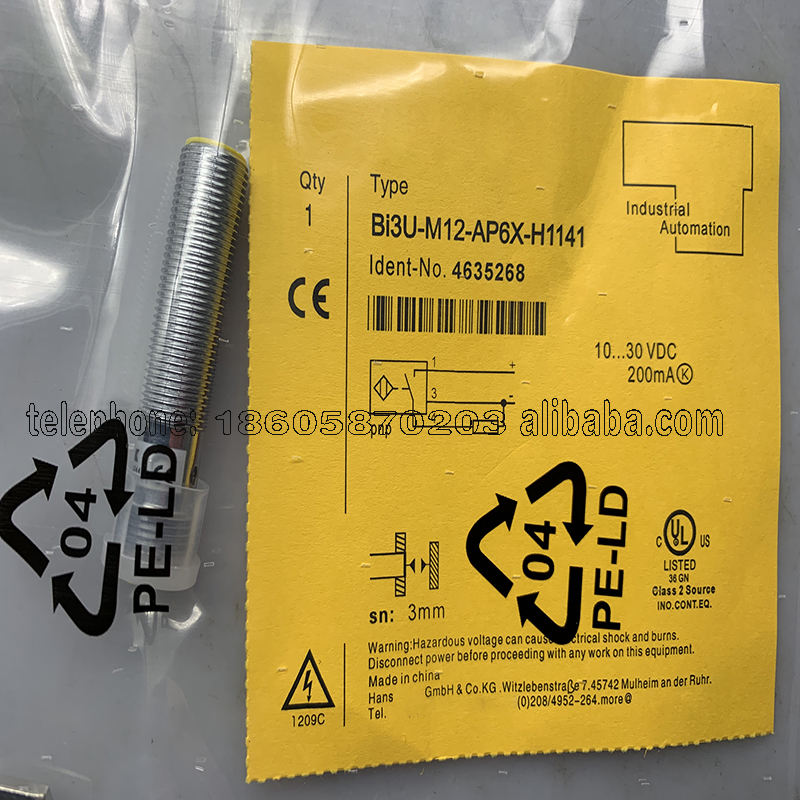 Qty
1
Type
Bi3U-M12-AP6X-H1141
Ident-No. 4635268
Industrial
Automation
CE
10...30 VDC
200mA K
1
+
3
-
pnp
telephone: 18605870203 alibaba.com
04
PE-LD
04
PE-LD
sn: 3mm
C UL US
LISTED
36 GN
Class 2 Source
INO.CONT.EQ.
Warning:Hazardous voltage can cause electrical shock and burns.
Disconnect power before proceeding with any work on this equipment.
Made in china
Hans GmbH & Co.KG .Witzlebenstraße 7.45742 Mulheim an der Ruhr.
Tel. (0)208/4952-264.more@
1209C